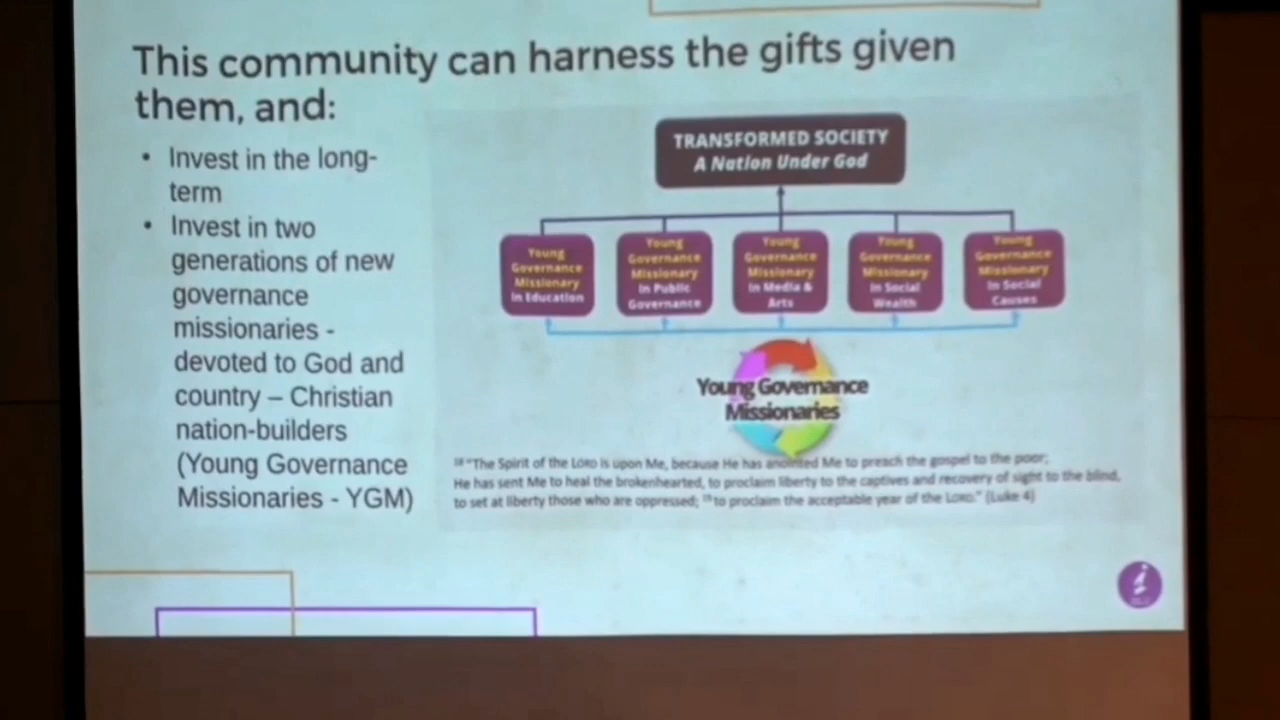 This community can harness the gifts given
them, and:
• Invest in the long-
term
• Invest in two
generations of new
governance
missionaries -
devoted to God and
country – Christian
nation-builders
(Young Governance
Missionaries - YGM)
TRANSFORMED SOCIETY
A Nation Under God
Young
Governance
Missionary
In Education
Young
Governance
Missionary
In Public
Governance
Young
Governance
Missionary
In Media &
Arts
Young
Governance
Missionary
In Social
Wealth
Young
Governance
Missionary
In Social
Causes
Young Governance
Missionaries
18 "The Spirit of the LORD is upon Me, because He has anointed Me to preach the gospel to the poor;
He has sent Me to heal the brokenhearted, to proclaim liberty to the captives and recovery of sight to the blind,
to set at liberty those who are oppressed; 19 to proclaim the acceptable year of the LORD." (Luke 4)